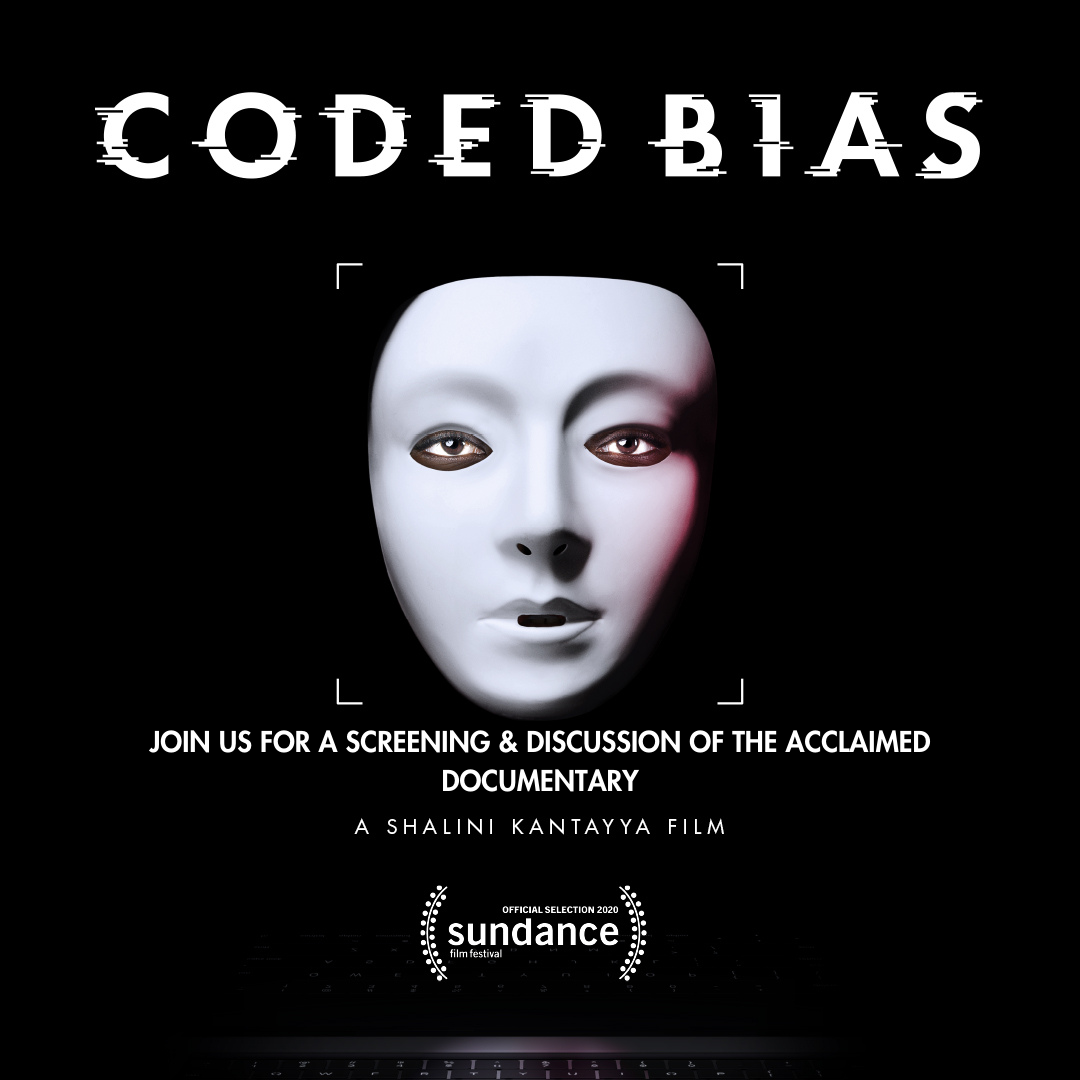 CODED BIAS
JOIN US FOR A SCREENING & DISCUSSION OF THE ACCLAIMED
DOCUMENTARY
A SHALINI KANTAYYA FILM
OFFICIAL SELECTION 2020
sundance
film festival